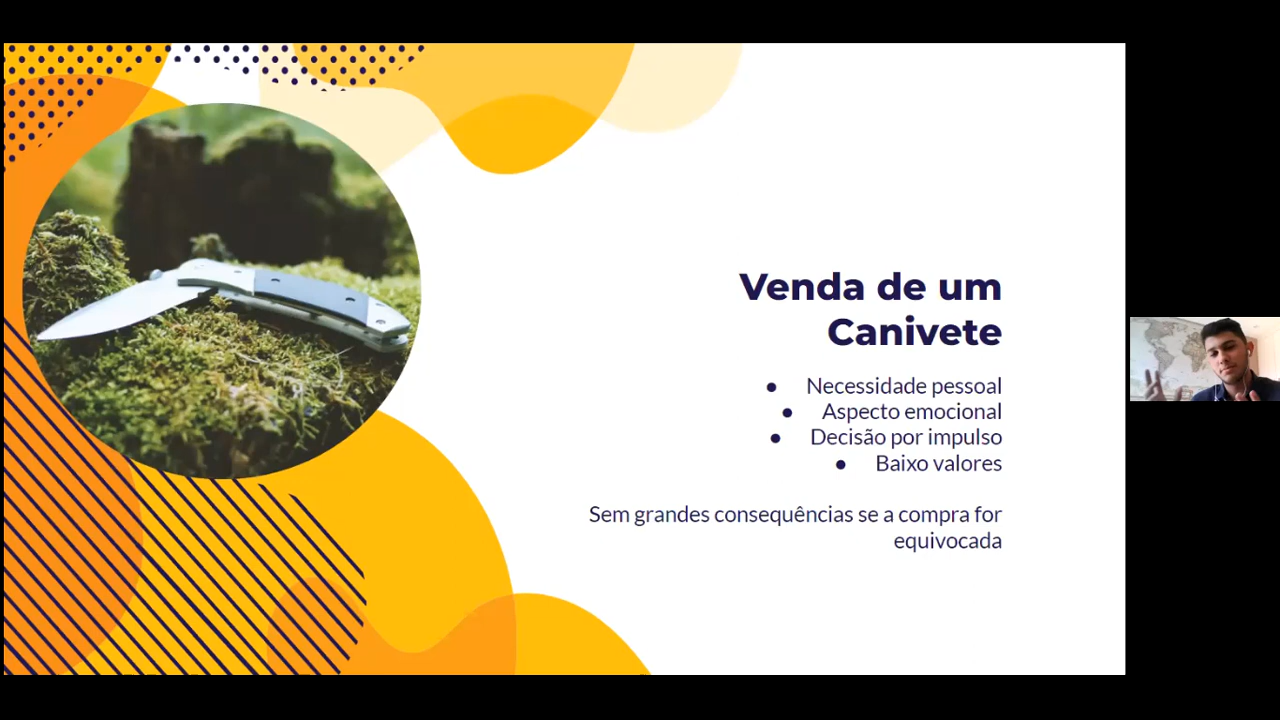 Venda de um
Canivete
● Necessidade pessoal
● Aspecto emocional
● Decisão por impulso
● Baixo valores
Sem grandes consequências se a compra for
equivocada